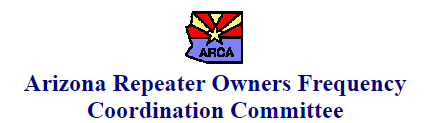 ARCA
Arizona Repeater Owners Frequency
Coordination Committee